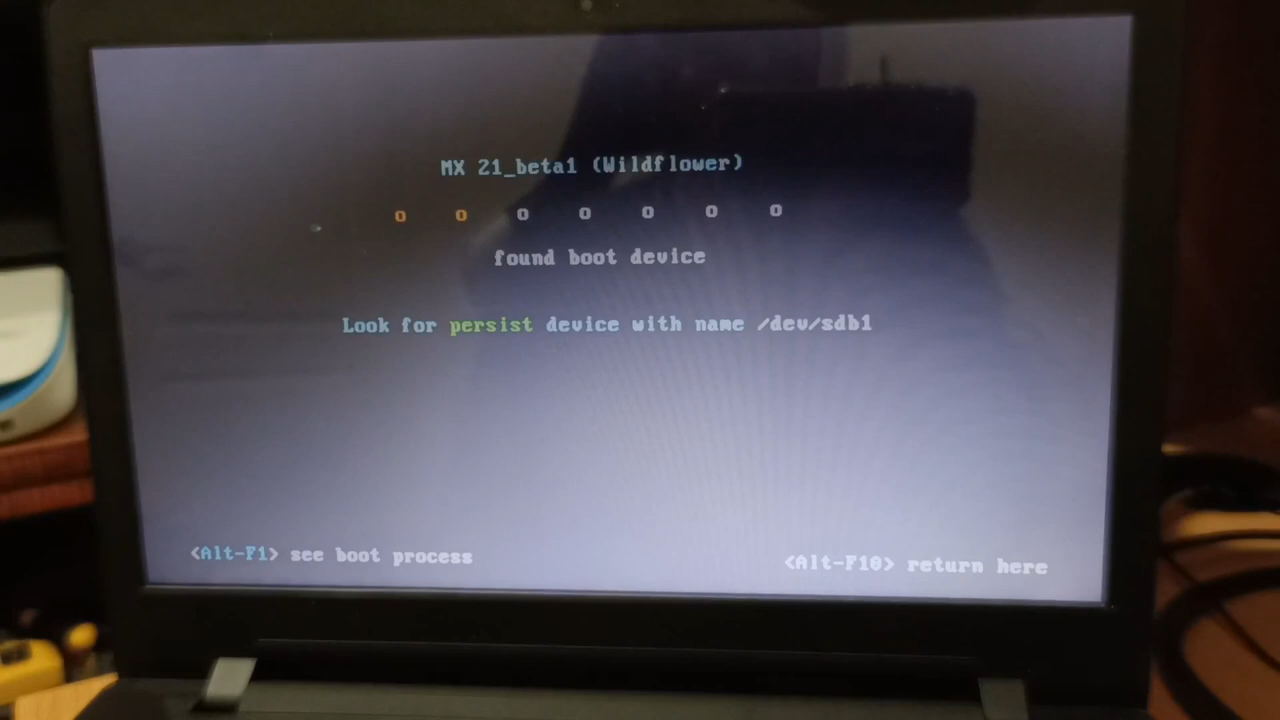 MX 21_beta1 (Wildflower)
o o o o o o o
found boot device
Look for persist device with name /dev/sdb1
<Alt-F1> see boot process
<Alt-F10> return here